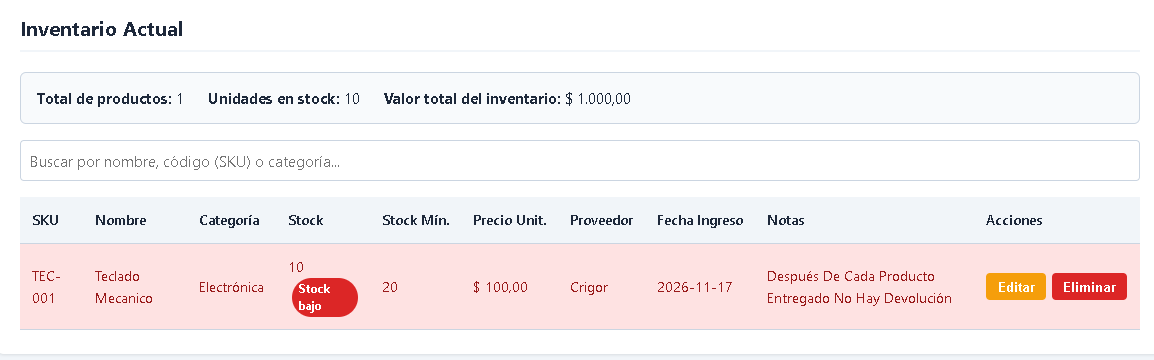 Inventario Actual
Total de productos: 1 Unidades en stock: 10 Valor total del inventario: $ 1.000,00
Buscar por nombre, código (SKU) o categoría...
SKU Nombre Categoría Stock Stock Mín. Precio Unit. Proveedor Fecha Ingreso Notas Acciones
TEC-
001
Teclado
Mecanico
Electrónica
10
Stock
bajo
20
$ 100,00
Crigor
2026-11-17
Después De Cada Producto
Entregado No Hay Devolución
Editar Eliminar